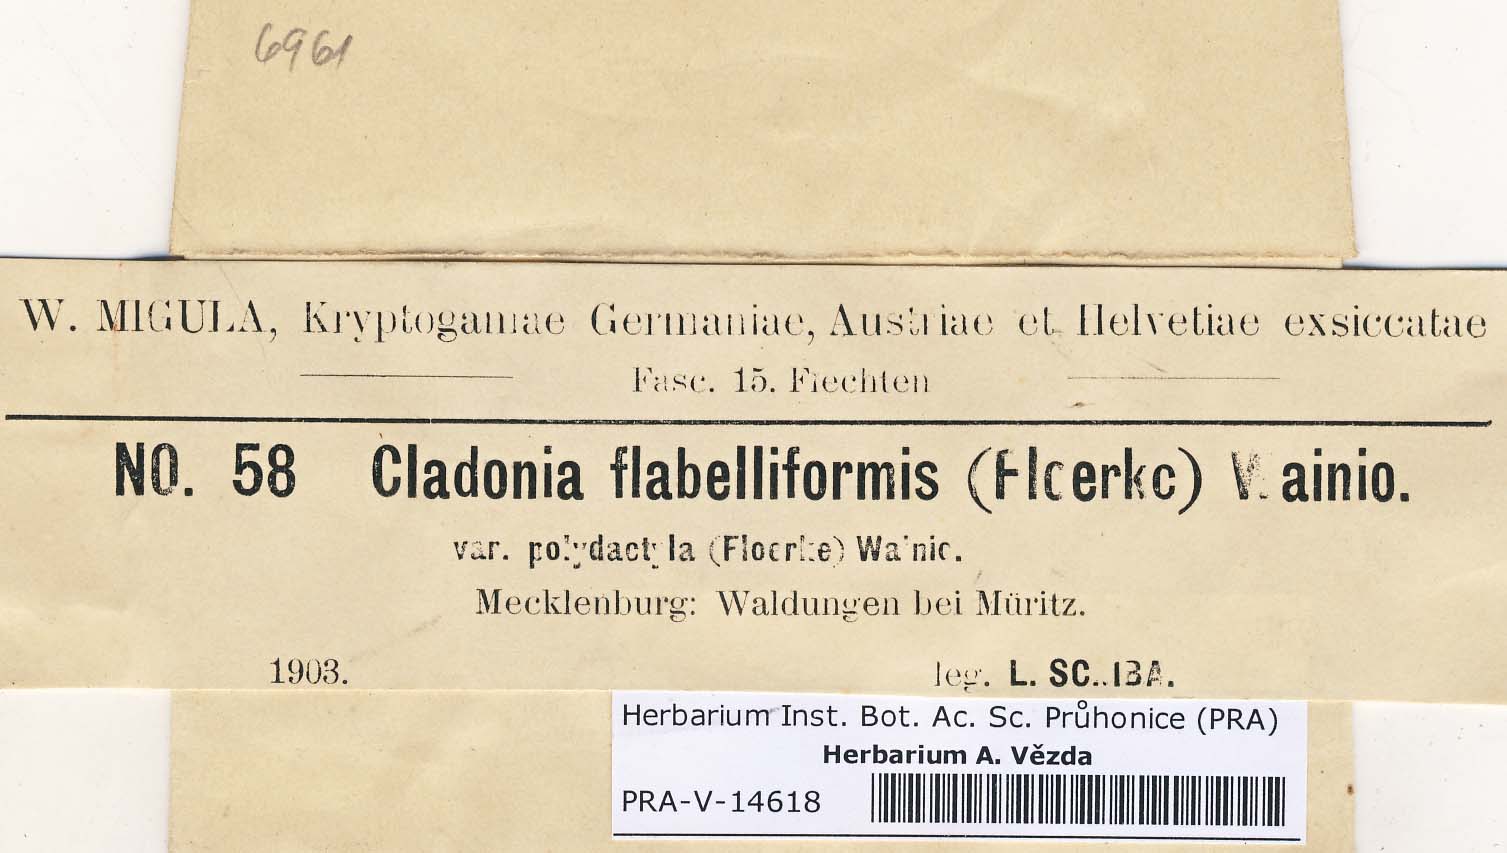 6961
W. MIGULA, Kryptogamae Germaniae, Austriae et Helvetiae exsiccatae
Fasc. 15. Flechten
NO. 58 Cladonia flabelliformis (Floerke) Wainio.
var. polydactyla (Floerke) Wainio.
Mecklenburg: Waldungen bei Müritz.
1903. leg. L.
Herbarium Inst. Bot. Ac. Sc. Průhonice (PRA)
Herbarium A. Vězda
PRA-V-14618